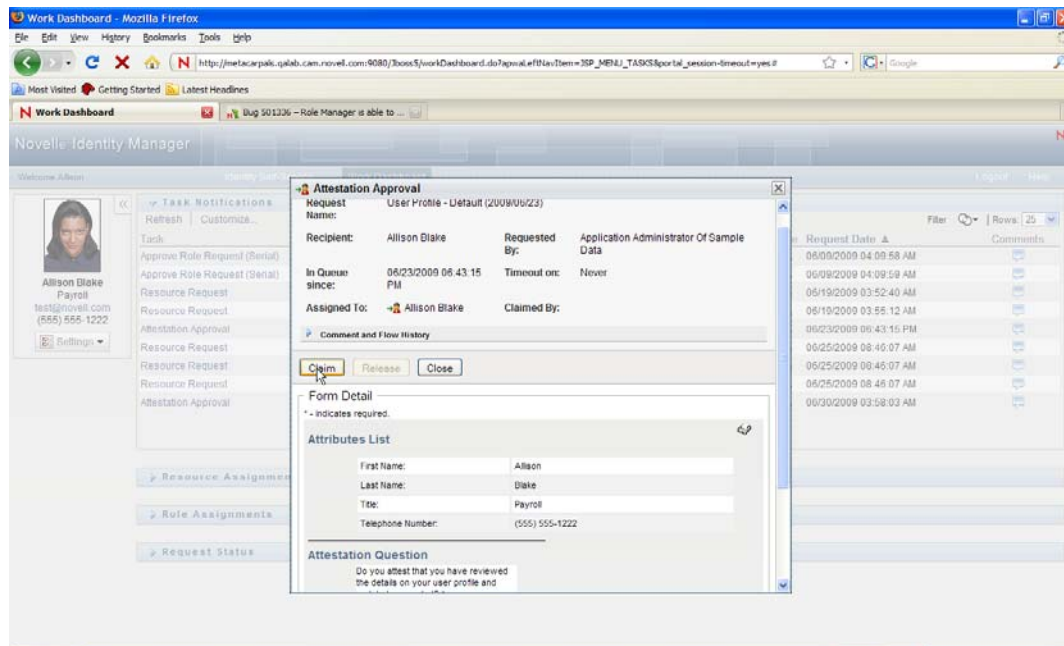 Work Dashboard - Mozilla Firefox
File Edit View History Bookmarks Tools Help
http://metacarpals.qalab.cam.novell.com:9080/Jboss5/workDashboard.do?apwaLeftNavItem=JSP_MENU_TASKS&portal_session-timeout=yes# Google
Most Visited Getting Started Latest Headlines
Work Dashboard Bug 501336 – Role Manager is able to ...
Novell® Identity Manager
Welcome Allison Logout Help
Task Notifications
Refresh Customize... Filter Rows: 25
Task Request Date Comments
Approve Role Request (Serial) 06/09/2009 04:09:58 AM
Approve Role Request (Serial) 06/09/2009 04:09:59 AM
Resource Request 06/19/2009 03:52:40 AM
Resource Request 06/19/2009 03:55:12 AM
Attestation Approval 06/23/2009 06:43:15 PM
Resource Request 06/25/2009 08:46:07 AM
Resource Request 06/25/2009 08:46:07 AM
Resource Request 06/25/2009 08:46:07 AM
Attestation Approval 06/30/2009 03:58:03 AM
Allison Blake
Payroll
test@novell.com
(555) 555-1222
Settings
Resource Assignmen
Role Assignments
Request Status
Attestation Approval
Request Name: User Profile - Default (2009/06/23)
Recipient: Allison Blake Requested By: Application Administrator Of Sample Data
In Queue since: 06/23/2009 06:43:15 PM Timeout on: Never
Assigned To: Allison Blake Claimed By:
Comment and Flow History
Claim Release Close
Form Detail
* - indicates required.
Attributes List
First Name: Allison
Last Name: Blake
Title: Payroll
Telephone Number: (555) 555-1222
Attestation Question
Do you attest that you have reviewed
the details on your user profile and